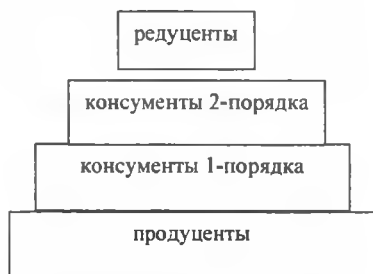 редуценты
консументы 2-порядка
консументы 1-порядка
продуценты